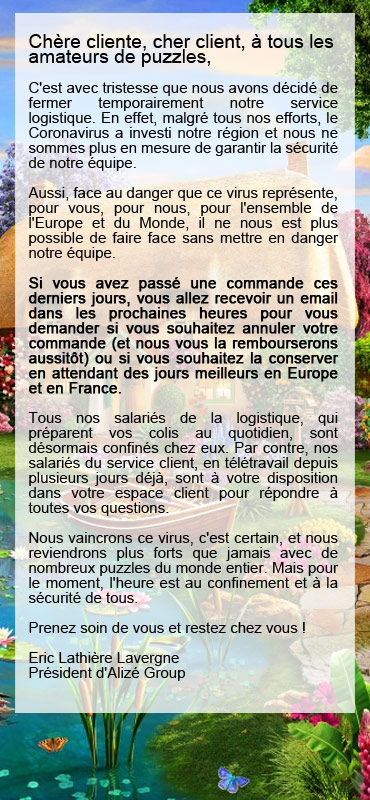 Chère cliente, cher client, à tous les
amateurs de puzzles,
C'est avec tristesse que nous avons décidé de
fermer temporairement notre service
logistique. En effet, malgré tous nos efforts, le
Coronavirus a investi notre région et nous ne
sommes plus en mesure de garantir la sécurité
de notre équipe.
Aussi, face au danger que ce virus représente,
pour vous, pour nous, pour l'ensemble de
l'Europe et du Monde, il ne nous est plus
possible de faire face sans mettre en danger
notre équipe.
Si vous avez passé une commande ces
derniers jours, vous allez recevoir un email
dans les prochaines heures pour vous
demander si vous souhaitez annuler votre
commande (et nous vous la rembourserons
aussitôt) ou si vous souhaitez la conserver
en attendant des jours meilleurs en Europe
et en France.
Tous nos salariés de la logistique, qui
préparent vos colis au quotidien, sont
désormais confinés chez eux. Par contre, nos
salariés du service client, en télétravail depuis
plusieurs jours déjà, sont à votre disposition
dans votre espace client pour répondre à
toutes vos questions.
Nous vaincrons ce virus, c'est certain, et nous
reviendrons plus forts que jamais avec de
nombreux puzzles du monde entier. Mais pour
le moment, l'heure est au confinement et à la
sécurité de tous.
Prenez soin de vous et restez chez vous !
Eric Lathière Lavergne
Président d'Alizé Group